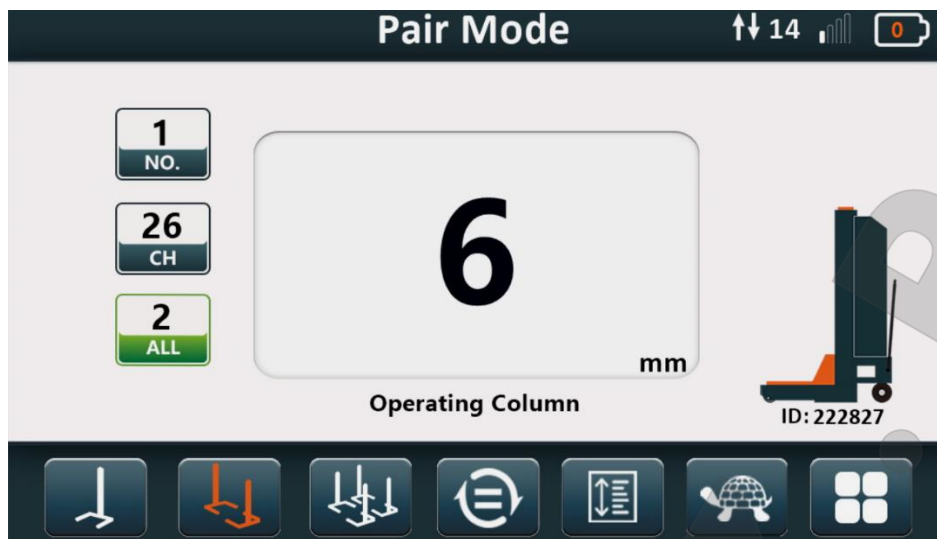 Pair Mode
14
0
1
NO.
26
CH
2
ALL
6
mm
Operating Column
ID: 222827